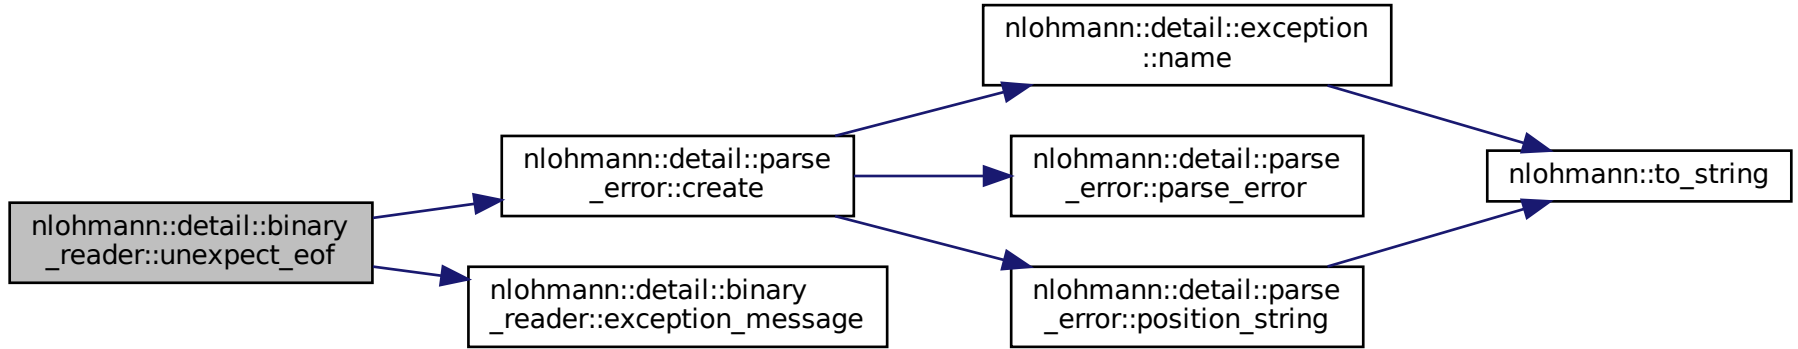 nlohmann::detail::binary
_reader::unexpect_eof
nlohmann::detail::parse
_error::create
nlohmann::detail::binary
_reader::exception_message
nlohmann::detail::exception
::name
nlohmann::detail::parse
_error::parse_error
nlohmann::detail::parse
_error::position_string
nlohmann::to_string